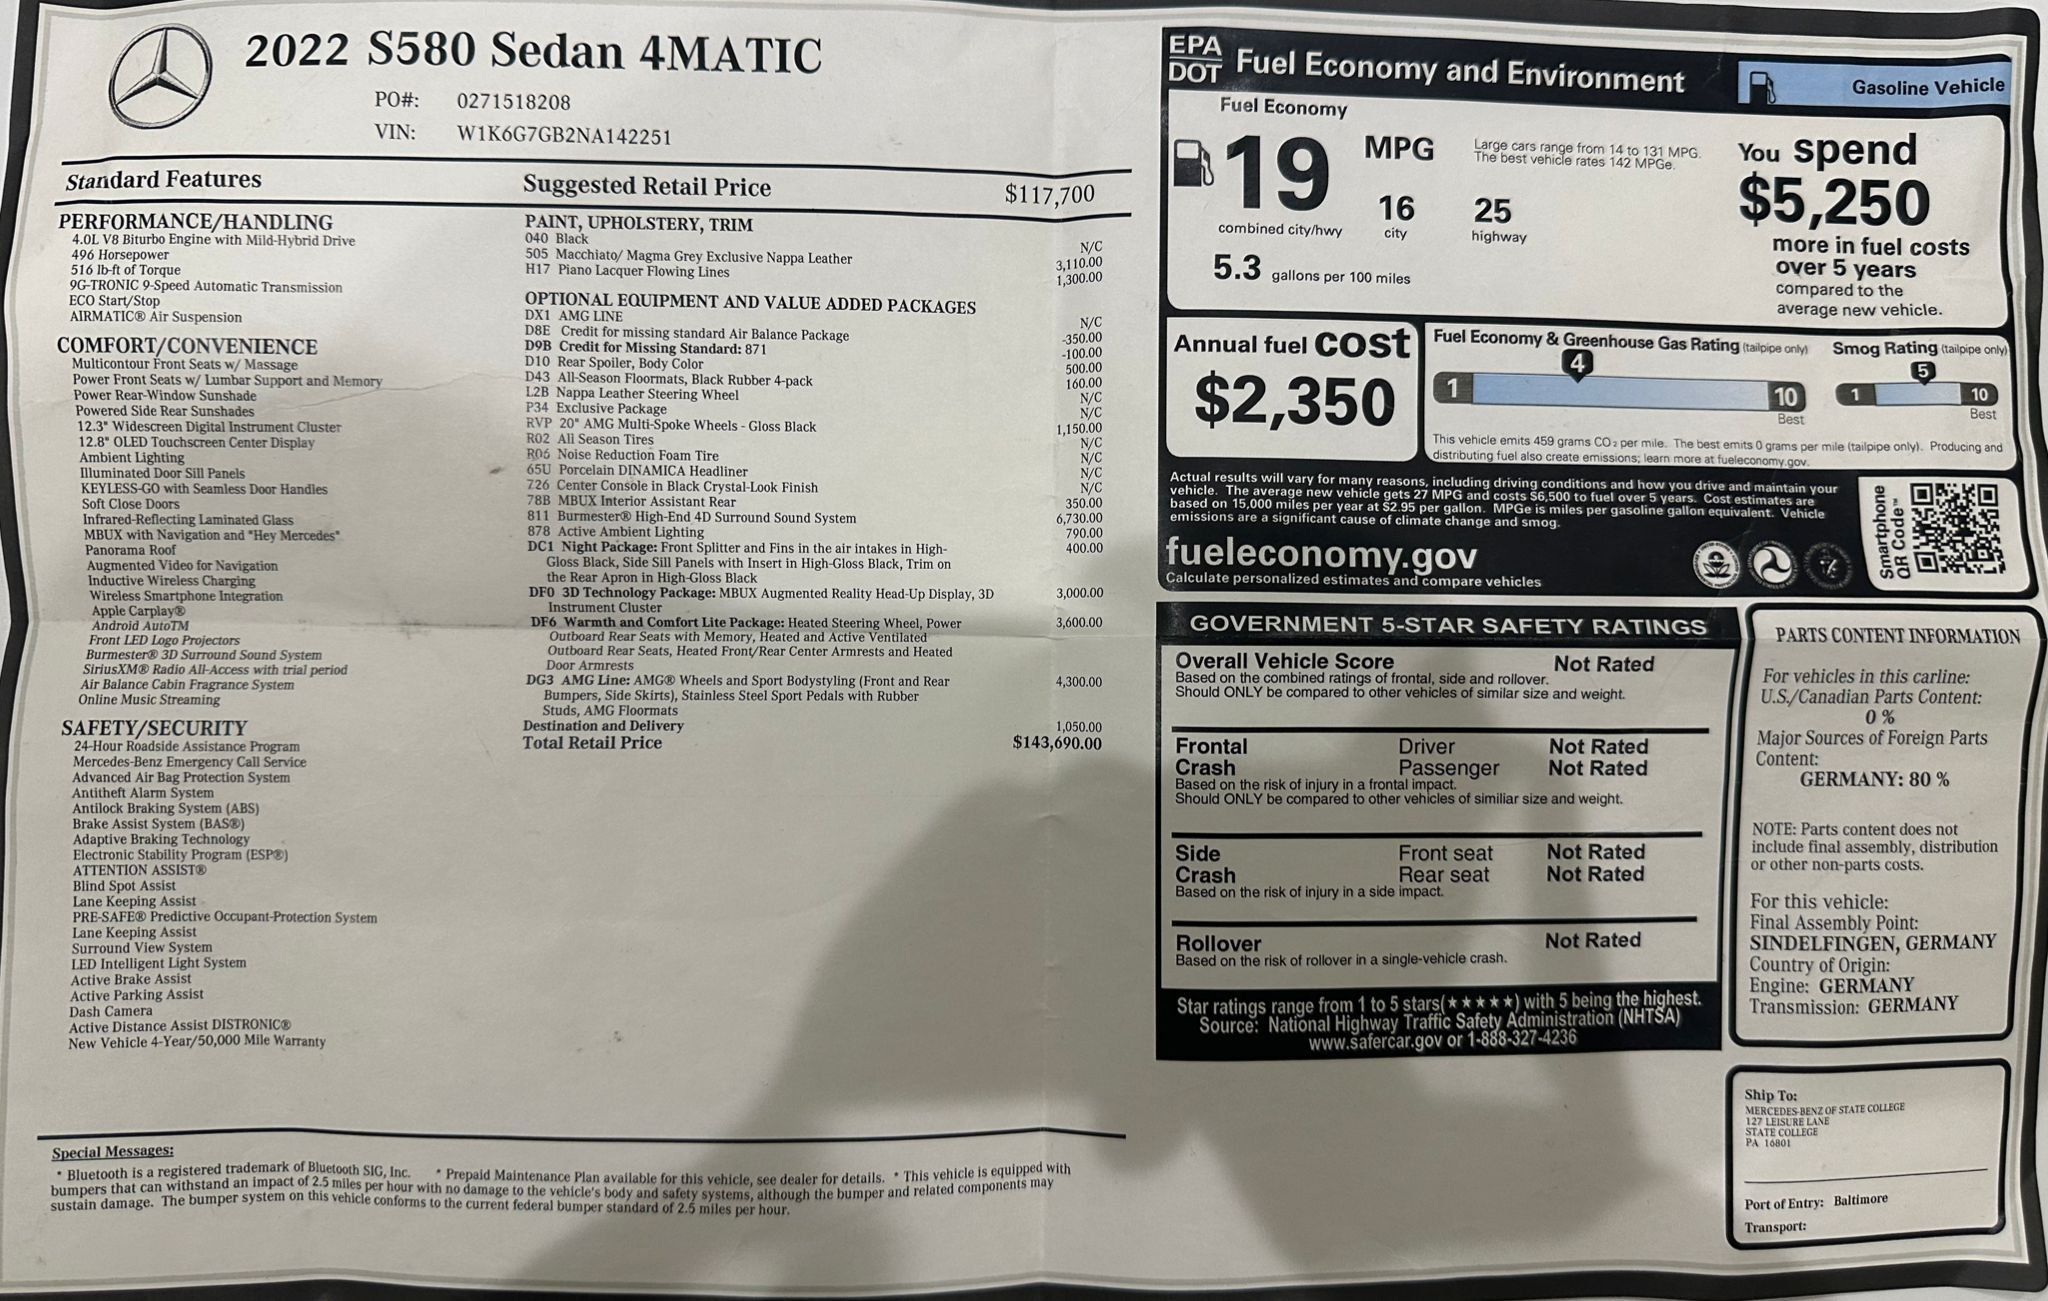 2022 S580 Sedan 4MATIC
PO#: 0271518208
VIN: W1K6G7GB2NA142251
Standard Features
PERFORMANCE/HANDLING
4.0L V8 Biturbo Engine with Mild-Hybrid Drive
496 Horsepower
516 lb-ft of Torque
9G-TRONIC 9-Speed Automatic Transmission
ECO Start/Stop
AIRMATIC® Air Suspension
COMFORT/CONVENIENCE
Multicontour Front Seats w/ Massage
Power Front Seats w/ Lumbar Support and Memory
Power Rear-Window Sunshade
Powered Side Rear Sunshades
12.3" Widescreen Digital Instrument Cluster
12.8" OLED Touchscreen Center Display
Ambient Lighting
Illuminated Door Sill Panels
KEYLESS-GO with Seamless Door Handles
Soft Close Doors
Infrared-Reflecting Laminated Glass
MBUX with Navigation and "Hey Mercedes"
Panorama Roof
Augmented Video for Navigation
Inductive Wireless Charging
Wireless Smartphone Integration
Apple Carplay®
Android AutoTM
Front LED Logo Projectors
Burmester® 3D Surround Sound System
SiriusXM® Radio All-Access with trial period
Air Balance Cabin Fragrance System
Online Music Streaming
SAFETY/SECURITY
24-Hour Roadside Assistance Program
Mercedes-Benz Emergency Call Service
Advanced Air Bag Protection System
Antitheft Alarm System
Antilock Braking System (ABS)
Brake Assist System (BAS®)
Adaptive Braking Technology
Electronic Stability Program (ESP®)
ATTENTION ASSIST®
Blind Spot Assist
Lane Keeping Assist
PRE-SAFE® Predictive Occupant-Protection System
Lane Keeping Assist
Surround View System
LED Intelligent Light System
Active Brake Assist
Active Parking Assist
Dash Camera
Active Distance Assist DISTRONIC®
New Vehicle 4-Year/50,000 Mile Warranty
Suggested Retail Price $117,700
PAINT, UPHOLSTERY, TRIM
040 Black N/C
505 Macchiato/ Magma Grey Exclusive Nappa Leather 3,110.00
H17 Piano Lacquer Flowing Lines 1,300.00
OPTIONAL EQUIPMENT AND VALUE ADDED PACKAGES
DX1 AMG LINE N/C
D8E Credit for missing standard Air Balance Package -350.00
D9B Credit for Missing Standard: 871 -100.00
D10 Rear Spoiler, Body Color 500.00
D43 All-Season Floormats, Black Rubber 4-pack 160.00
L2B Nappa Leather Steering Wheel N/C
P34 Exclusive Package N/C
RVP 20" AMG Multi-Spoke Wheels - Gloss Black 1,150.00
R02 All Season Tires N/C
R06 Noise Reduction Foam Tire N/C
65U Porcelain DINAMICA Headliner N/C
726 Center Console in Black Crystal-Look Finish N/C
78B MBUX Interior Assistant Rear 350.00
811 Burmester® High-End 4D Surround Sound System 6,730.00
878 Active Ambient Lighting 790.00
DC1 Night Package: Front Splitter and Fins in the air intakes in High- 400.00
Gloss Black, Side Sill Panels with Insert in High-Gloss Black, Trim on
the Rear Apron in High-Gloss Black
DF0 3D Technology Package: MBUX Augmented Reality Head-Up Display, 3D 3,000.00
Instrument Cluster
DF6 Warmth and Comfort Lite Package: Heated Steering Wheel, Power 3,600.00
Outboard Rear Seats with Memory, Heated and Active Ventilated
Outboard Rear Seats, Heated Front/Rear Center Armrests and Heated
Door Armrests
DG3 AMG Line: AMG® Wheels and Sport Bodystyling (Front and Rear 4,300.00
Bumpers, Side Skirts), Stainless Steel Sport Pedals with Rubber
Studs, AMG Floormats
Destination and Delivery 1,050.00
Total Retail Price $143,690.00
Special Messages:
* Bluetooth is a registered trademark of Bluetooth SIG, Inc. * Prepaid Maintenance Plan available for this vehicle, see dealer for details. * This vehicle is equipped with
bumpers that can withstand an impact of 2.5 miles per hour with no damage to the vehicle's body and safety systems, although the bumper and related components may
sustain damage. The bumper system on this vehicle conforms to the current federal bumper standard of 2.5 miles per hour.
EPA
DOT
Fuel Economy and Environment
Gasoline Vehicle
Fuel Economy
19 MPG
combined city/hwy
16
city
25
highway
5.3 gallons per 100 miles
Large cars range from 14 to 131 MPG.
The best vehicle rates 142 MPGe.
You spend
$5,250
more in fuel costs
over 5 years
compared to the
average new vehicle.
Annual fuel cost
$2,350
Fuel Economy & Greenhouse Gas Rating (tailpipe only)
4
1 10
Best
Smog Rating (tailpipe only)
5
1 10
Best
This vehicle emits 459 grams CO2 per mile. The best emits 0 grams per mile (tailpipe only). Producing and
distributing fuel also create emissions; learn more at fueleconomy.gov.
Actual results will vary for many reasons, including driving conditions and how you drive and maintain your
vehicle. The average new vehicle gets 27 MPG and costs $6,500 to fuel over 5 years. Cost estimates are
based on 15,000 miles per year at $2.95 per gallon. MPGe is miles per gasoline gallon equivalent. Vehicle
emissions are a significant cause of climate change and smog.
fueleconomy.gov
Calculate personalized estimates and compare vehicles
Smartphone
QR Code™
GOVERNMENT 5-STAR SAFETY RATINGS
Overall Vehicle Score Not Rated
Based on the combined ratings of frontal, side and rollover.
Should ONLY be compared to other vehicles of similar size and weight.
Frontal Driver Not Rated
Crash Passenger Not Rated
Based on the risk of injury in a frontal impact.
Should ONLY be compared to other vehicles of similiar size and weight.
Side Front seat Not Rated
Crash Rear seat Not Rated
Based on the risk of injury in a side impact.
Rollover Not Rated
Based on the risk of rollover in a single-vehicle crash.
Star ratings range from 1 to 5 stars(★★★★★) with 5 being the highest.
Source: National Highway Traffic Safety Administration (NHTSA)
www.safercar.gov or 1-888-327-4236
PARTS CONTENT INFORMATION
For vehicles in this carline:
U.S./Canadian Parts Content:
0 %
Major Sources of Foreign Parts
Content:
GERMANY: 80 %
NOTE: Parts content does not
include final assembly, distribution
or other non-parts costs.
For this vehicle:
Final Assembly Point:
SINDELFINGEN, GERMANY
Country of Origin:
Engine: GERMANY
Transmission: GERMANY
Ship To:
MERCEDES-BENZ OF STATE COLLEGE
127 LEISURE LANE
STATE COLLEGE
PA 16801
Port of Entry: Baltimore
Transport: